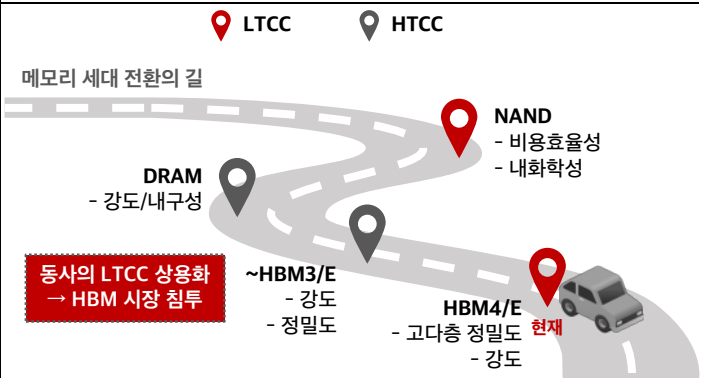 LTCC
HTCC
메모리 세대 전환의 길
NAND
- 비용효율성
- 내화학성
DRAM
- 강도/내구성
동사의 LTCC 상용화
→ HBM 시장 침투
~HBM3/E
- 강도
- 정밀도
HBM4/E
- 고다층 정밀도
- 강도
현재